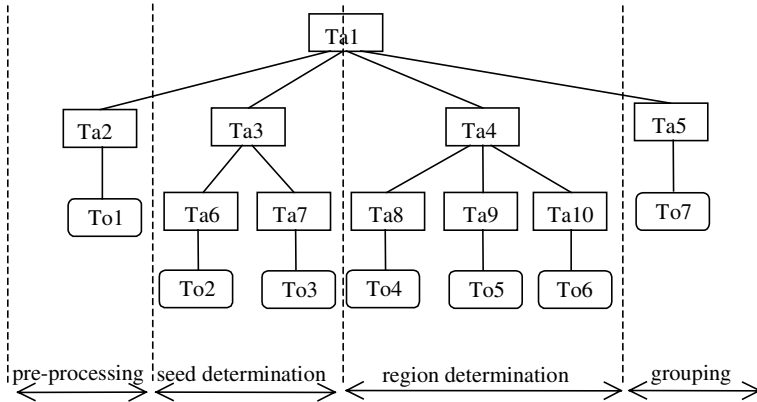 Ta1
Ta2
Ta3
Ta4
Ta5
To1
Ta6
Ta7
Ta8
Ta9
Ta10
To7
To2
To3
To4
To5
To6
pre-processing
seed determination
region determination
grouping